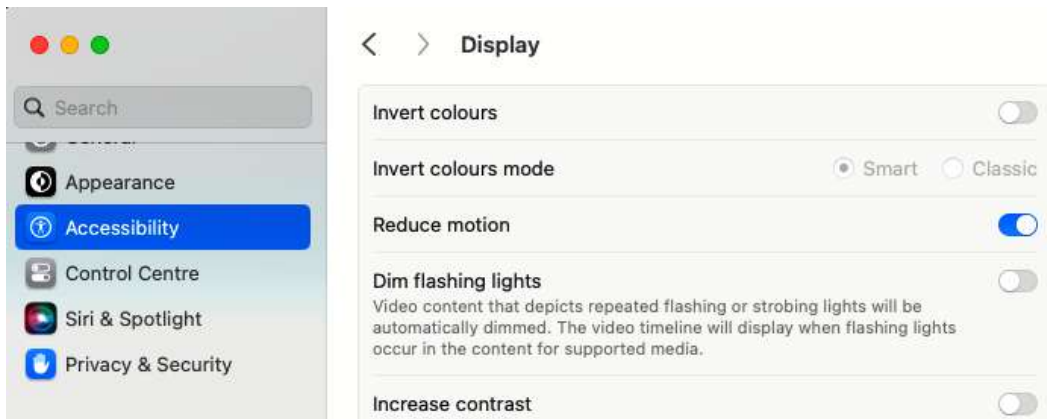 Display
Search
General
Appearance
Accessibility
Control Centre
Siri & Spotlight
Privacy & Security
Invert colours
Invert colours mode
Smart
Classic
Reduce motion
Dim flashing lights
Video content that depicts repeated flashing or strobing lights will be
automatically dimmed. The video timeline will display when flashing lights
occur in the content for supported media.
Increase contrast